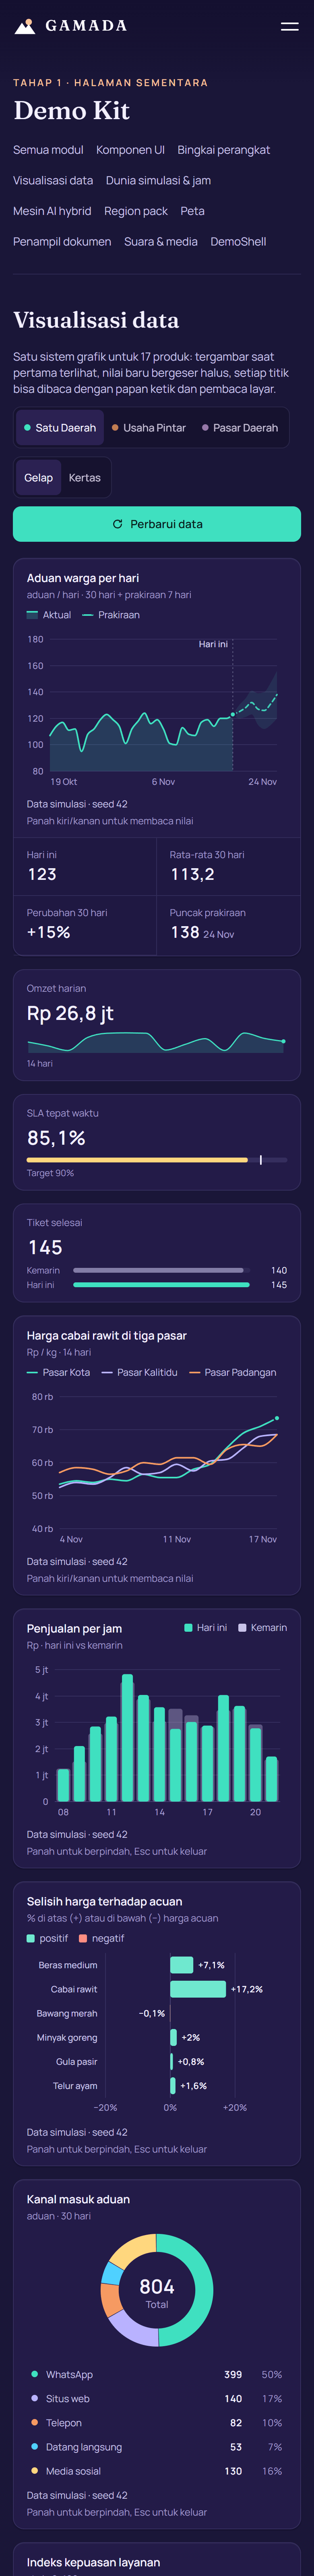 GAMADA
TAHAP 1 · HALAMAN SEMENTARA
Demo Kit
Semua modul Komponen UI Bingkai perangkat
Visualisasi data Dunia simulasi & jam
Mesin AI hybrid Region pack Peta
Penampil dokumen Suara & media DemoShell
Visualisasi data
Satu sistem grafik untuk 17 produk: tergambar saat
pertama terlihat, nilai baru bergeser halus, setiap titik
bisa dibaca dengan papan ketik dan pembaca layar.
Satu Daerah Usaha Pintar Pasar Daerah
Gelap Kertas
Perbarui data
Aduan warga per hari
aduan / hari · 30 hari + prakiraan 7 hari
Aktual Prakiraan
Hari ini
180
160
140
120
100
80
19 Okt 6 Nov 24 Nov
Data simulasi · seed 42
Panah kiri/kanan untuk membaca nilai
Hari ini
123
Rata-rata 30 hari
113,2
Perubahan 30 hari
+15%
Puncak prakiraan
138 24 Nov
Omzet harian
Rp 26,8 jt
14 hari
SLA tepat waktu
85,1%
Target 90%
Tiket selesai
145
Kemarin 140
Hari ini 145
Harga cabai rawit di tiga pasar
Rp / kg · 14 hari
Pasar Kota Pasar Kalitidu Pasar Padangan
80 rb
70 rb
60 rb
50 rb
40 rb
4 Nov 11 Nov 17 Nov
Data simulasi · seed 42
Panah kiri/kanan untuk membaca nilai
Penjualan per jam
Rp · hari ini vs kemarin
Hari ini Kemarin
5 jt
4 jt
3 jt
2 jt
1 jt
0
08 11 14 17 20
Data simulasi · seed 42
Panah untuk berpindah, Esc untuk keluar
Selisih harga terhadap acuan
% di atas (+) atau di bawah (−) harga acuan
positif negatif
Beras medium +7,1%
Cabai rawit +17,2%
Bawang merah −0,1%
Minyak goreng +2%
Gula pasir +0,8%
Telur ayam +1,6%
−20% 0% +20%
Data simulasi · seed 42
Panah untuk berpindah, Esc untuk keluar
Kanal masuk aduan
aduan · 30 hari
804
Total
WhatsApp 399 50%
Situs web 140 17%
Telepon 82 10%
Datang langsung 53 7%
Media sosial 130 16%
Data simulasi · seed 42
Panah untuk berpindah, Esc untuk keluar
Indeks kepuasan layanan